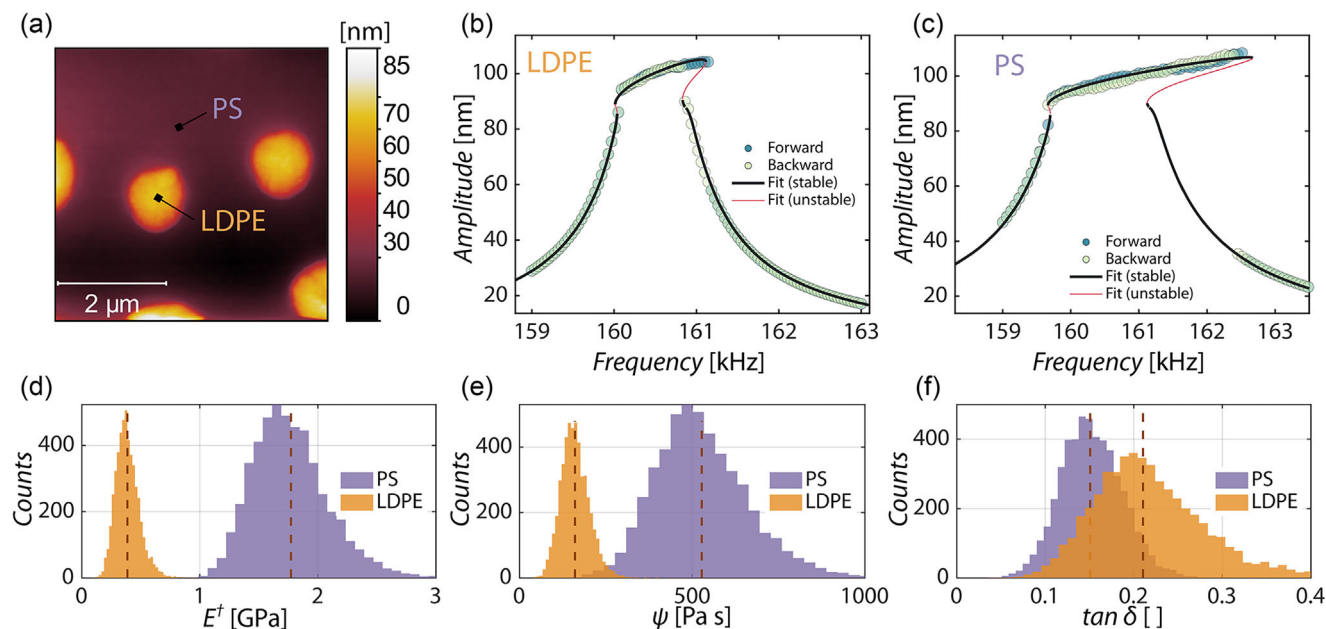 (a)
[nm]
85
70
60
50
40
30
0
PS
LDPE
2 μm
(b)
LDPE
Amplitude [nm]
100
80
60
40
20
Forward
Backward
Fit (stable)
Fit (unstable)
159 160 161 162 163
Frequency [kHz]
(c)
PS
Amplitude [nm]
100
80
60
40
20
Forward
Backward
Fit (stable)
Fit (unstable)
159 160 161 162 163
Frequency [kHz]
(d)
Counts
400
200
0
PS
LDPE
0 1 2 3
E† [GPa]
(e)
Counts
400
200
0
PS
LDPE
500 1000
ψ [Pa s]
(f)
Counts
400
200
0
PS
LDPE
0.1 0.2 0.3 0.4
tan δ [ ]